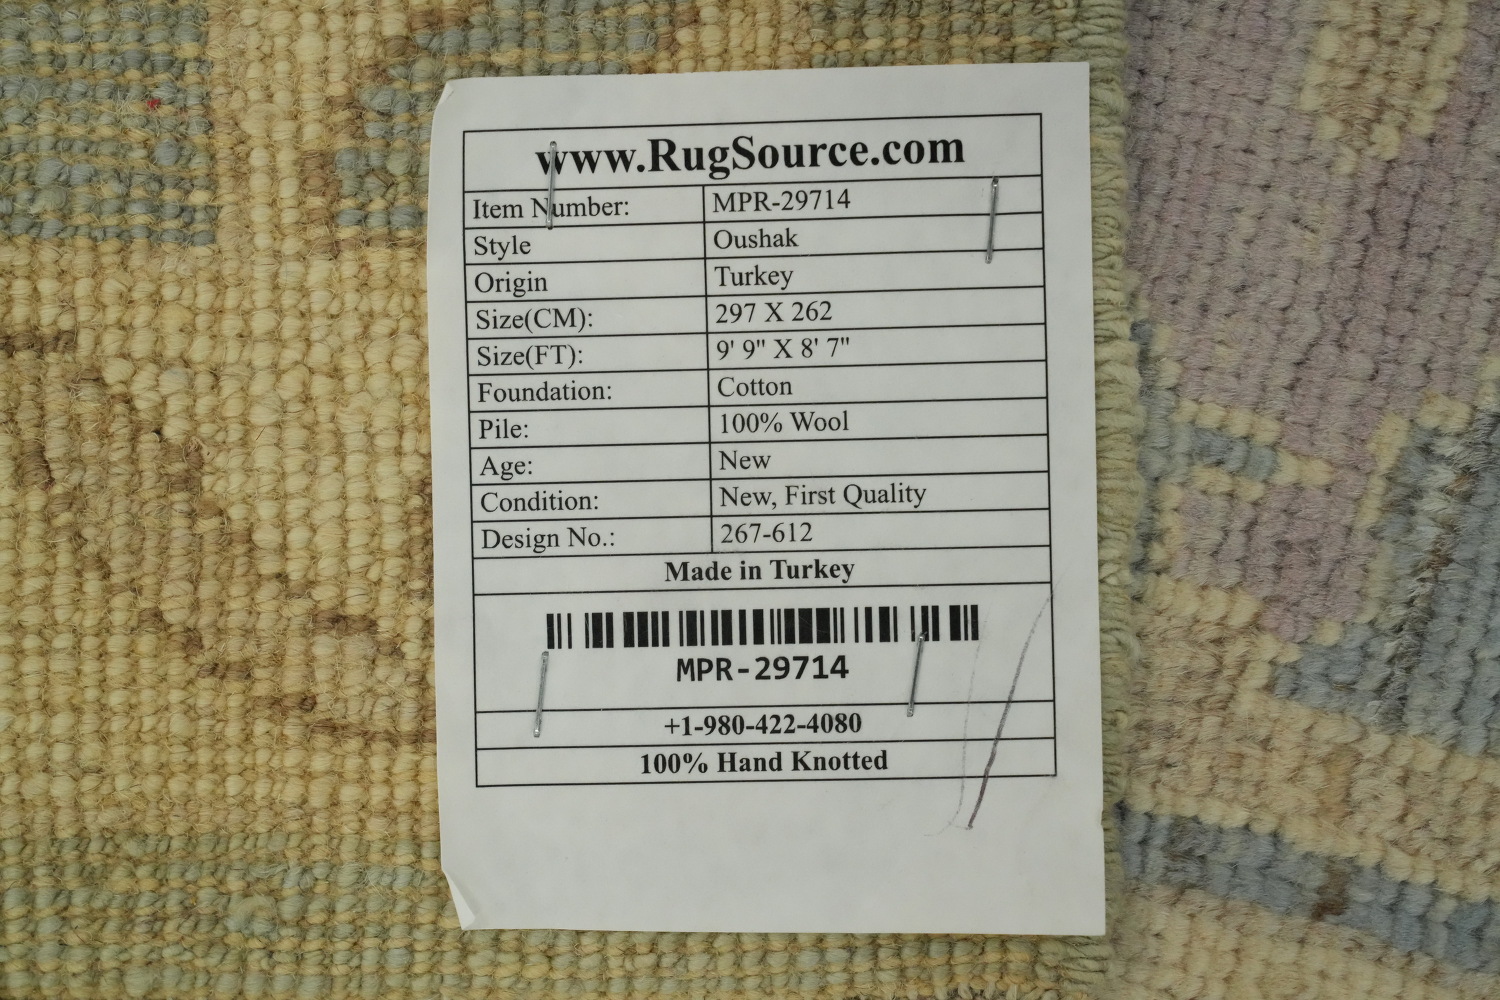 www.RugSource.com
Item Number: MPR-29714
Style Oushak
Origin Turkey
Size(CM): 297 X 262
Size(FT): 9' 9" X 8' 7"
Foundation: Cotton
Pile: 100% Wool
Age: New
Condition: New, First Quality
Design No.: 267-612
Made in Turkey
MPR-29714
+1-980-422-4080
100% Hand Knotted